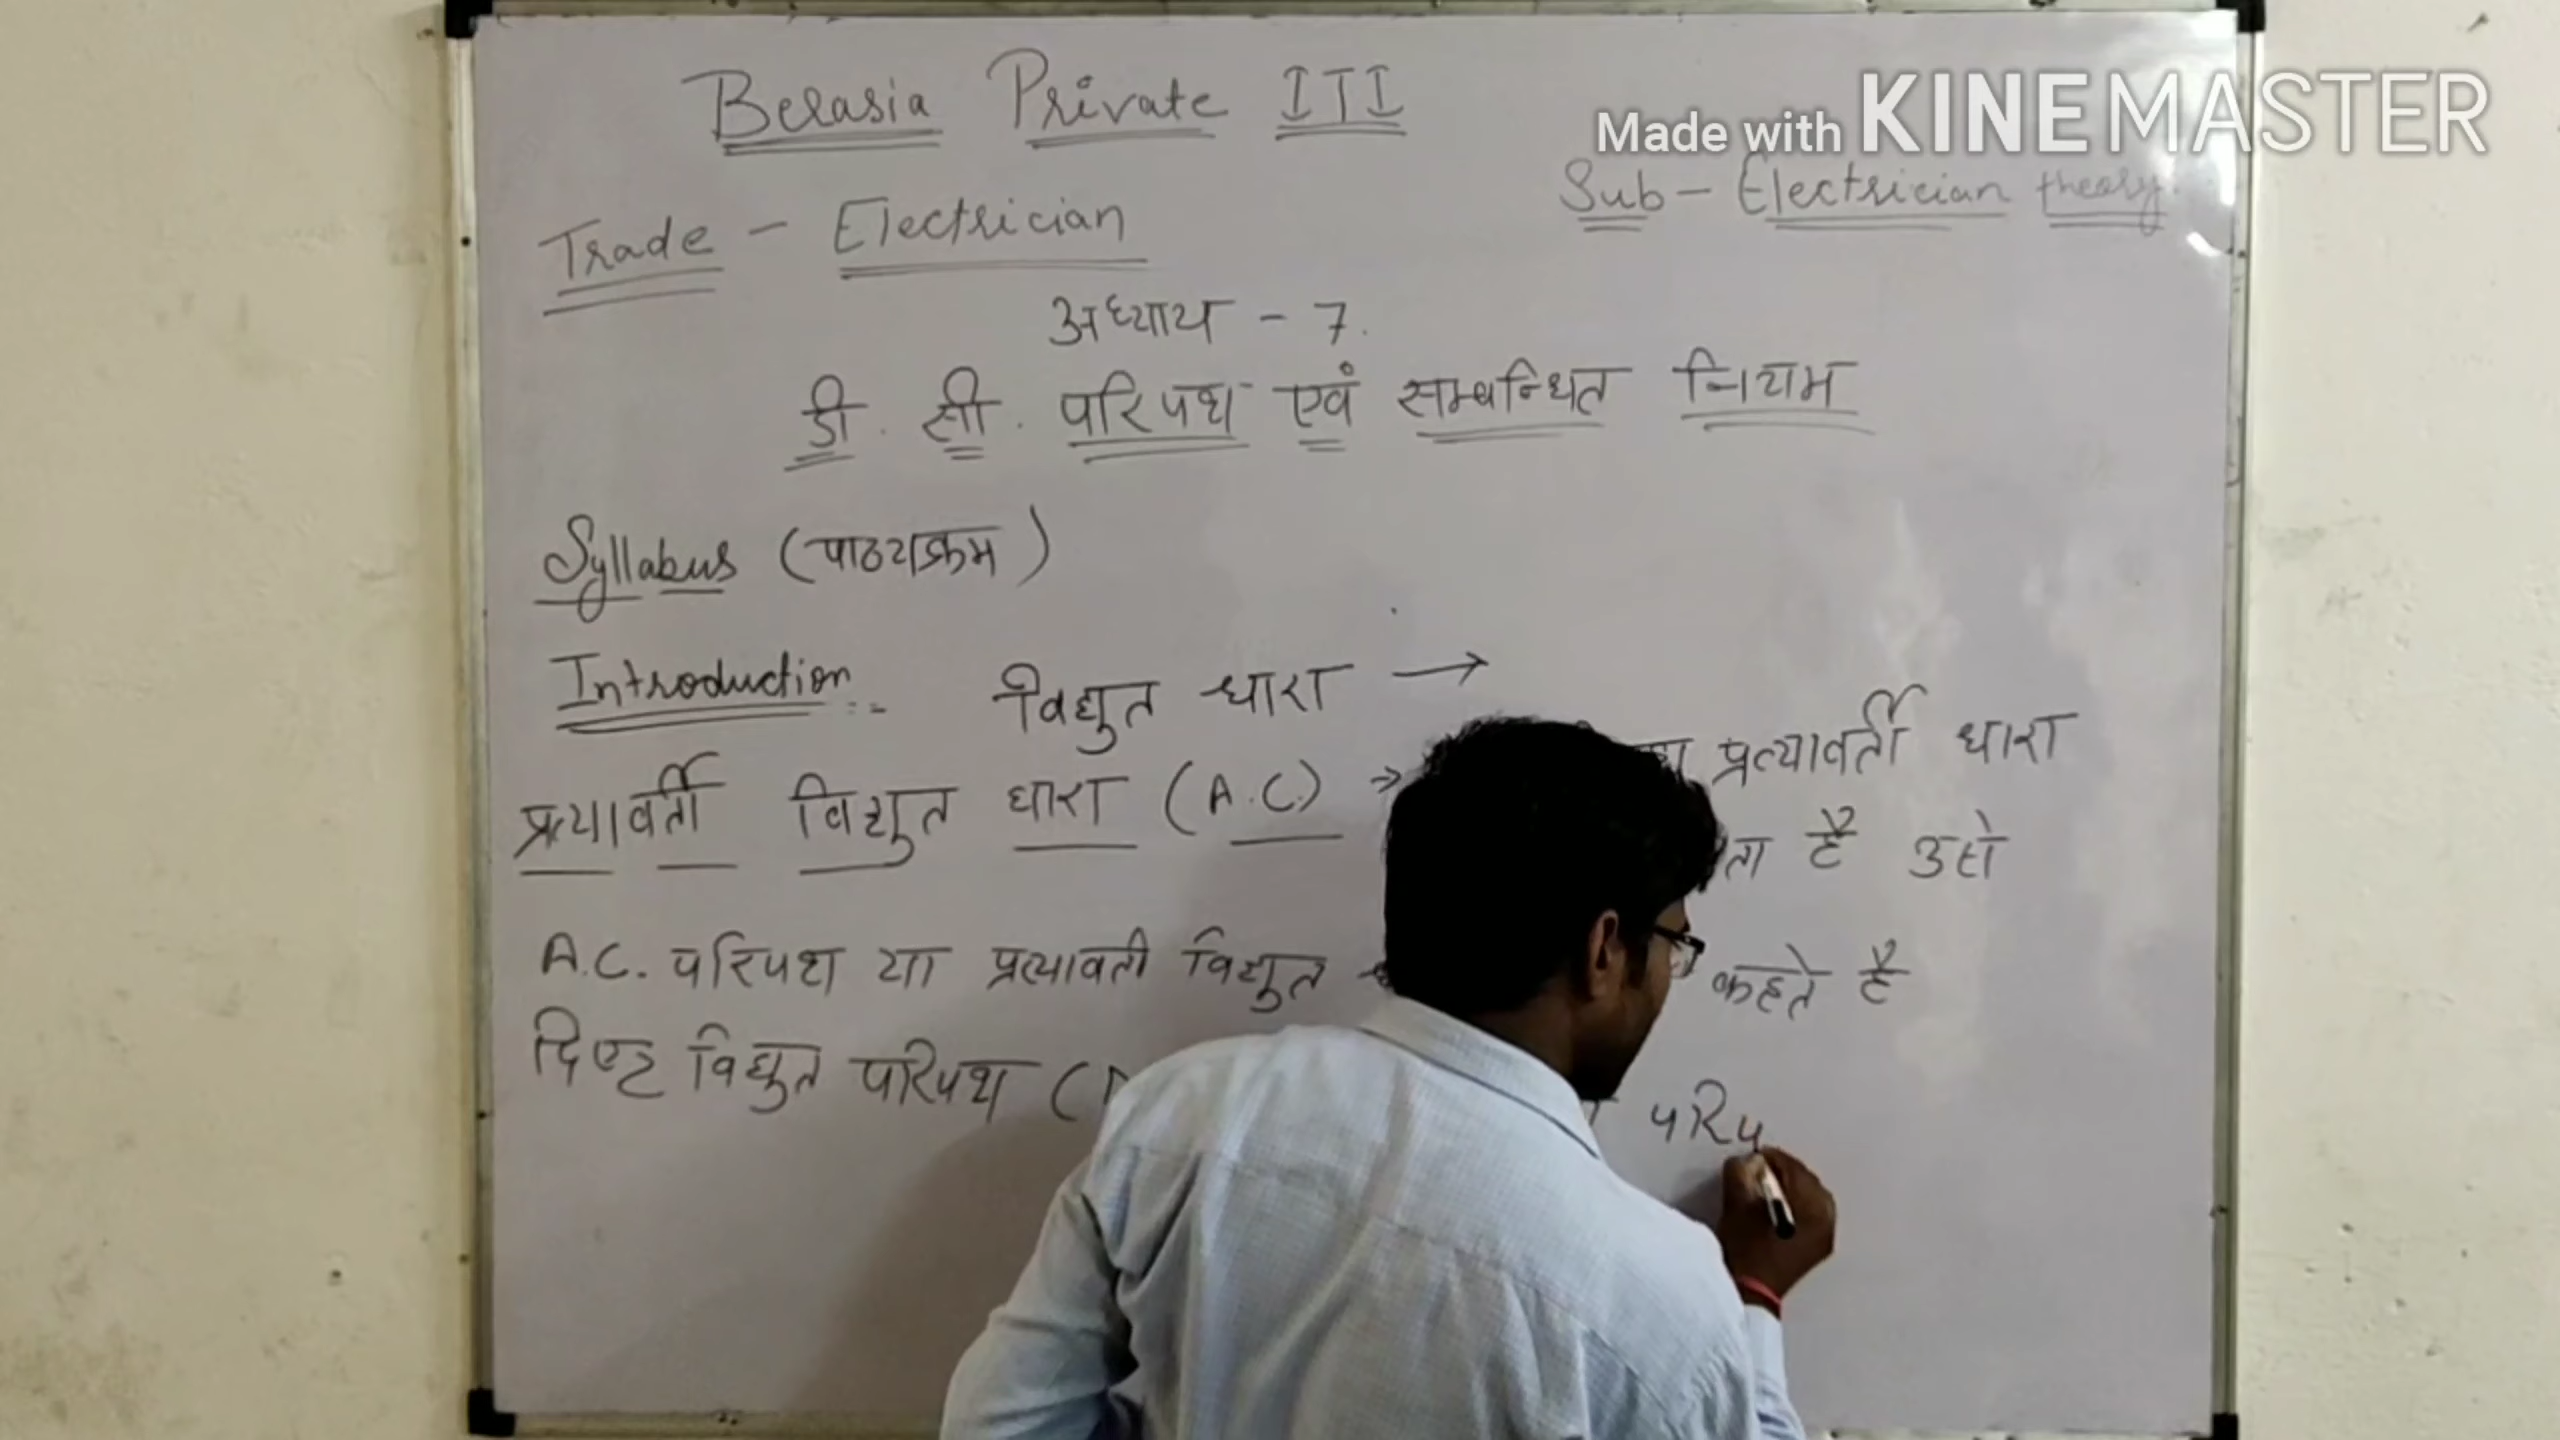 Berasia Private ITI
Made with KINEMASTER
Trade - Electrician
Sub - Electrician theory
अध्याय - 7.
डी. सी. परिपथ एवं सम्बन्धित नियम
Syllabus (पाठ्यक्रम)
Introduction :- विद्युत धारा →
प्रत्यावर्ती विद्युत धारा (A.C.) → प्रत्यावर्ती धारा
है उसे
A.C. परिपथ या प्रत्यावर्ती विद्युत कहते है
दिष्ट विद्युत परिपथ ( परिप